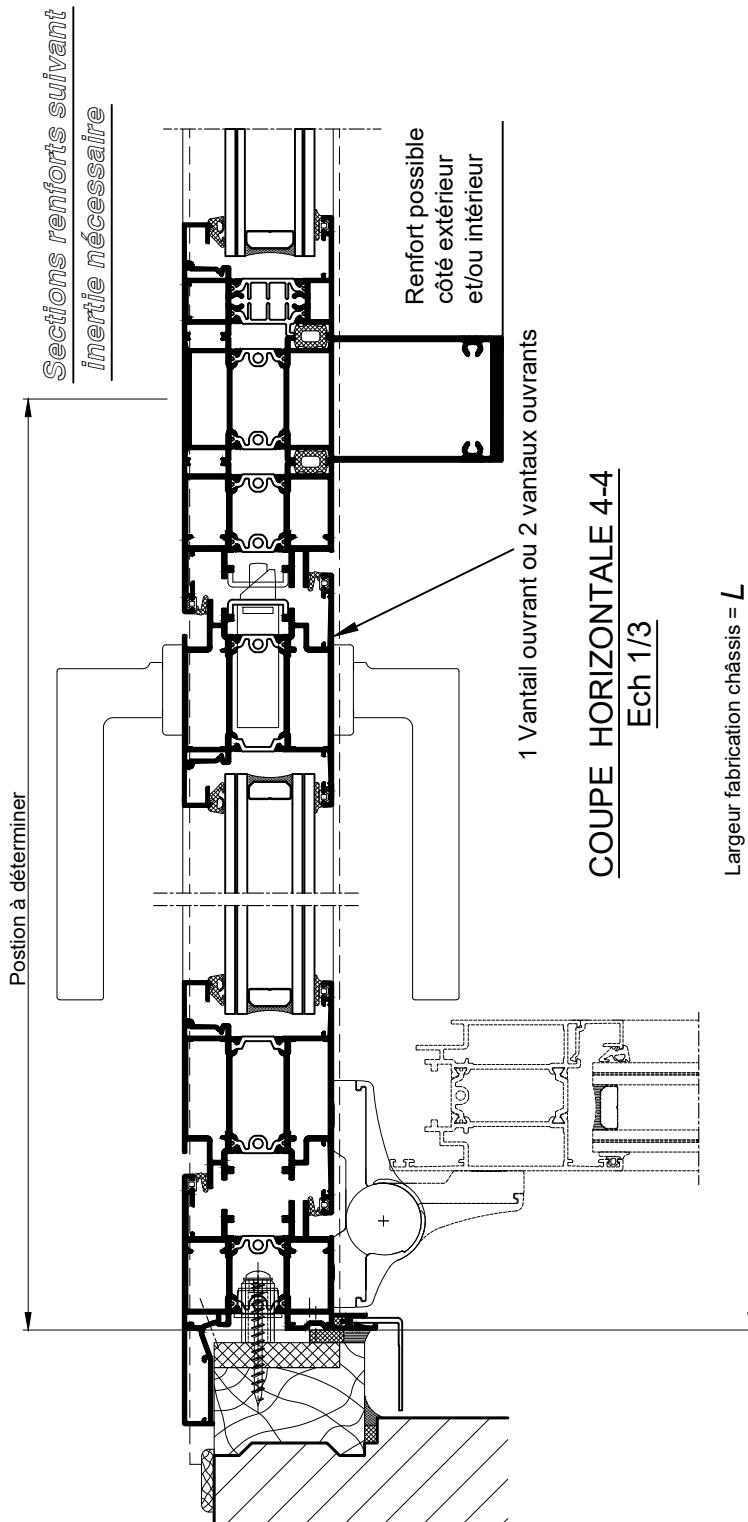 Sections renforts suivant
inertie nécessaire
Postion à déterminer
Renfort possible
côté extérieur
et/ou intérieur
1 Vantail ouvrant ou 2 vantaux ouvrants
COUPE HORIZONTALE 4-4
Ech 1/3
Largeur fabrication châssis = L